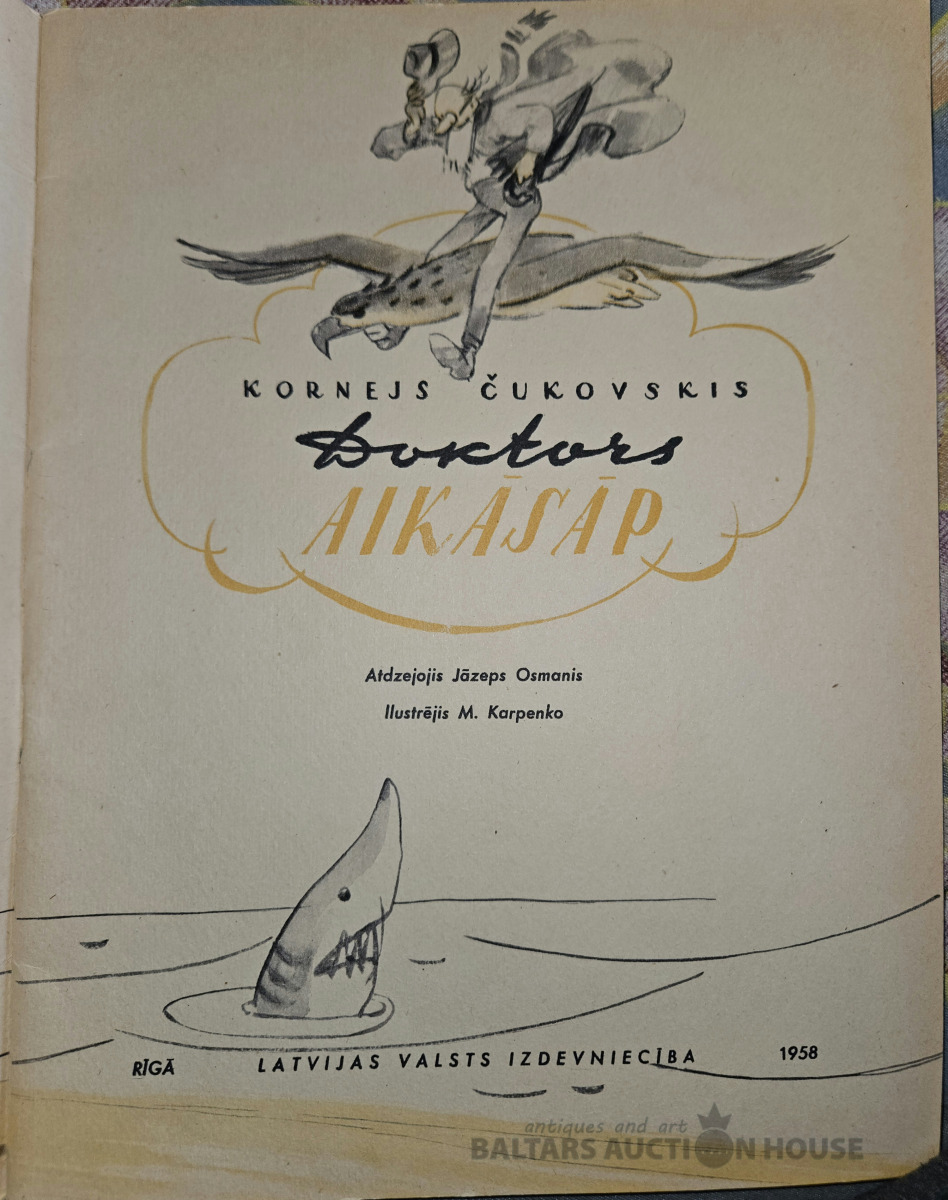 KORNEJS ČUKOVSKIS
Doktors
AIKĀSĀP
Atdzejojis Jāzeps Osmanis
Ilustrējis M. Karpenko
RĪGĀ LATVIJAS VALSTS IZDEVNIECĪBA 1958
antiques and art
BALTARS AUCTION HOUSE